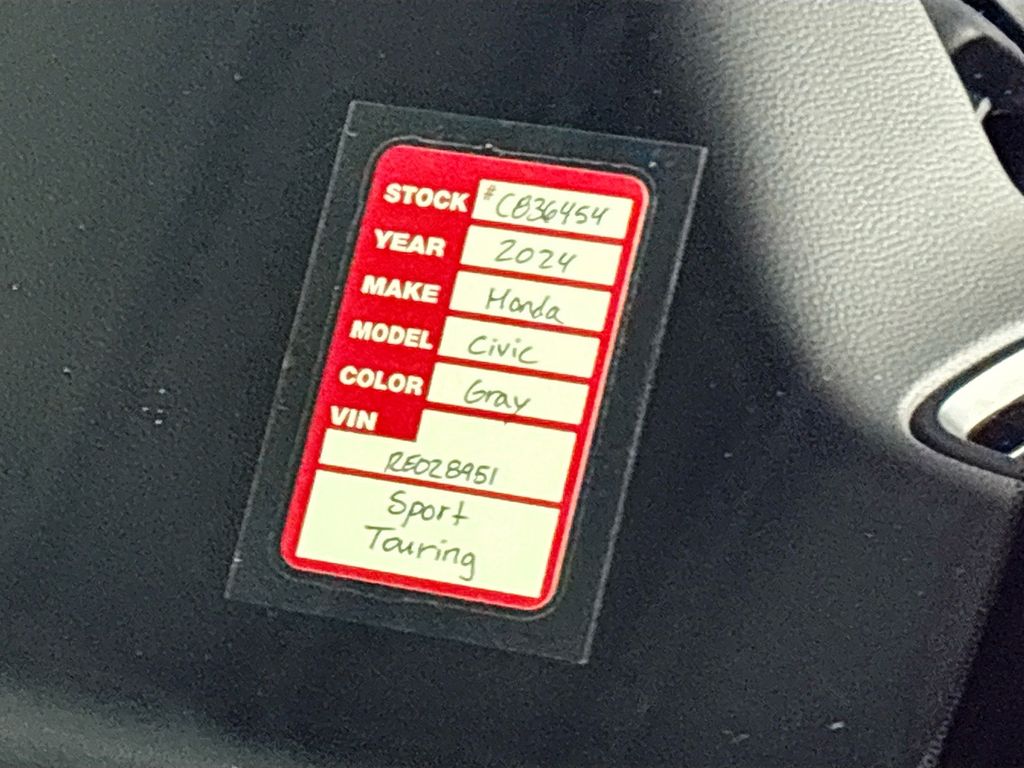 STOCK #CB36454
YEAR 2024
MAKE Honda
MODEL Civic
COLOR Gray
VIN
RE028951
Sport
Touring